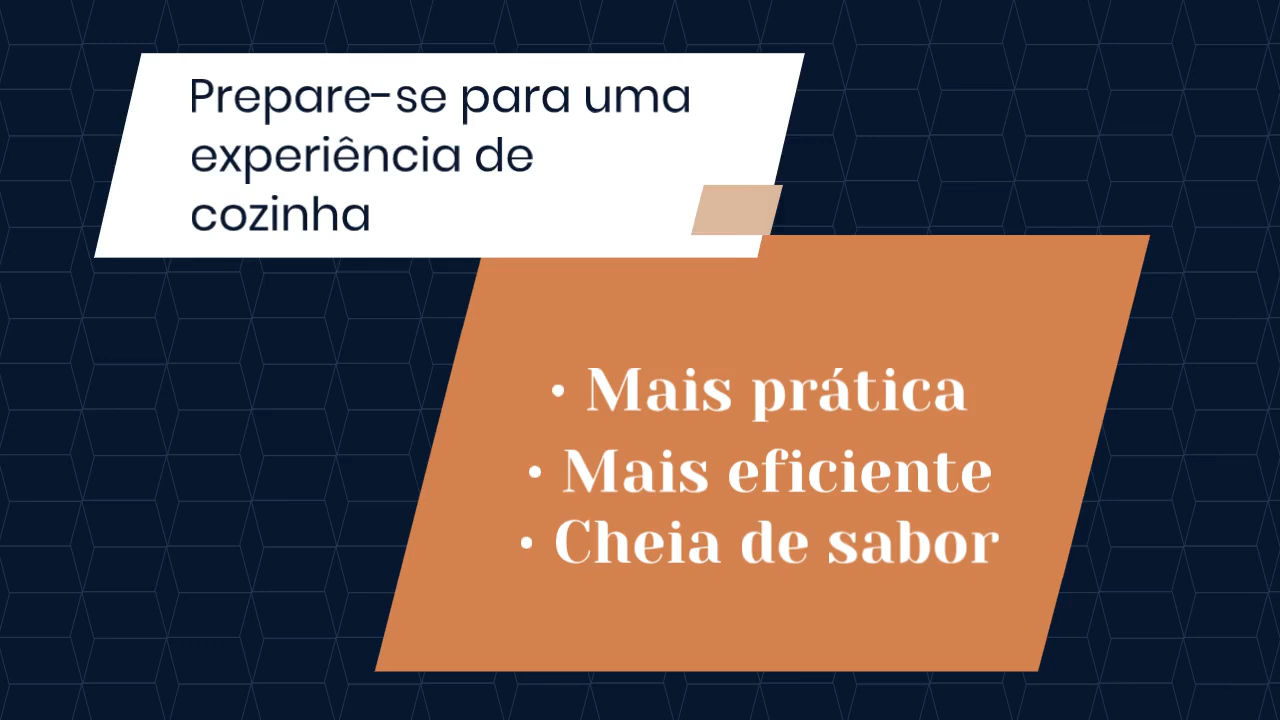 Prepare-se para uma
experiência de
cozinha
• Mais prática
• Mais eficiente
• Cheia de sabor